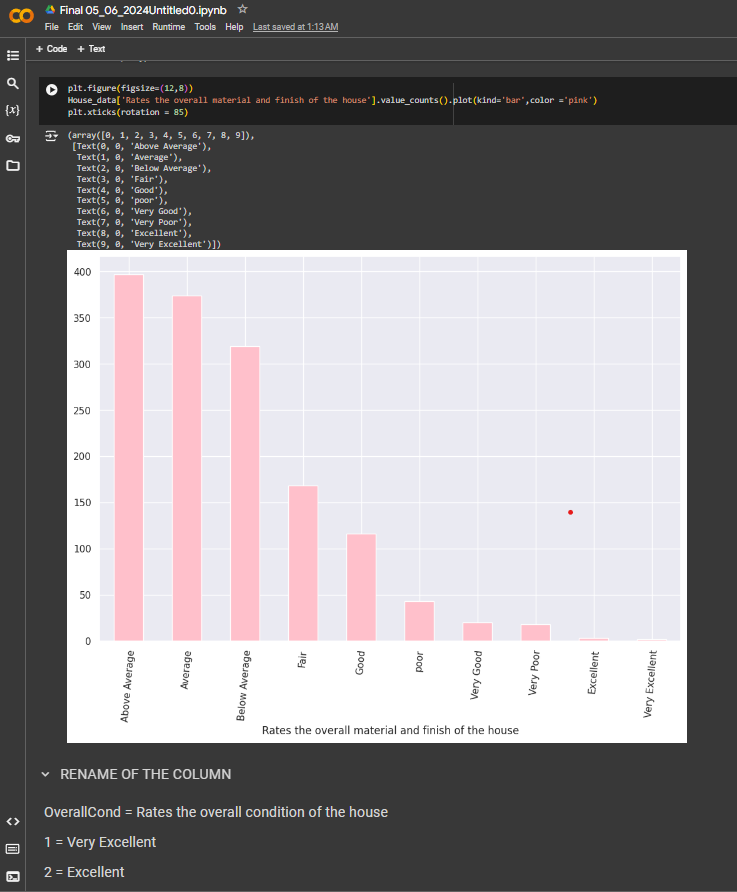 CO Final 05_06_2024Untitled0.ipynb
File Edit View Insert Runtime Tools Help Last saved at 1:13 AM
+ Code + Text
plt.figure(figsize=(12,8))
House_data['Rates the overall material and finish of the house'].value_counts().plot(kind='bar',color ='pink')
plt.xticks(rotation = 85)
(array([0, 1, 2, 3, 4, 5, 6, 7, 8, 9]),
[Text(0, 0, 'Above Average'),
Text(1, 0, 'Average'),
Text(2, 0, 'Below Average'),
Text(3, 0, 'Fair'),
Text(4, 0, 'Good'),
Text(5, 0, 'poor'),
Text(6, 0, 'Very Good'),
Text(7, 0, 'Very Poor'),
Text(8, 0, 'Excellent'),
Text(9, 0, 'Very Excellent')])
400
350
300
250
200
150
100
50
0
Above Average
Average
Below Average
Fair
Good
poor
Very Good
Very Poor
Excellent
Very Excellent
Rates the overall material and finish of the house
RENAME OF THE COLUMN
OverallCond = Rates the overall condition of the house
1 = Very Excellent
2 = Excellent